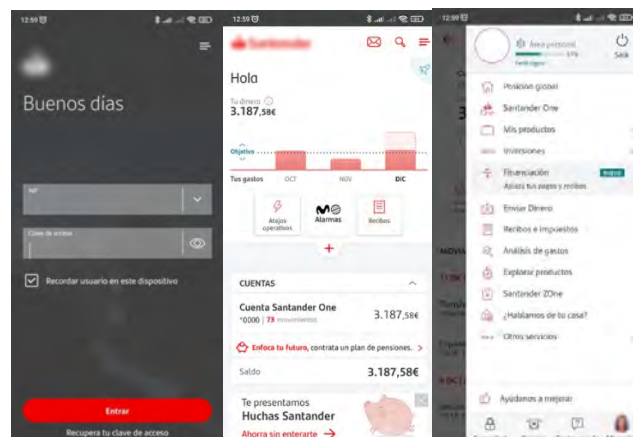 12:59
Buenos días
NIF
Clave de acceso
Recordar usuario en este dispositivo
Entrar
Recupera tu clave de acceso
12:59
Santander
Hola
Tu dinero
3.187,58€
Objetivo
Tus gastos OCT NOV DIC
Atajos operativos
Movistar Alarmas
Recibos
+
CUENTAS
Cuenta Santander One
*0000 | 73 movimientos
3.187,58€
Enfoca tu futuro, contrata un plan de pensiones. >
Saldo 3.187,58€
Te presentamos
Huchas Santander
Ahorra sin enterarte →
12:59
Área personal
Salir
Posición global
Santander One
Mis productos
Inversiones
Financiación
NUEVO
Aplaza tus pagos y recibos
Enviar Dinero
Recibos e impuestos
Análisis de gastos
Explorar productos
Santander ZOne
¿Hablamos de tu casa?
Otros servicios
Ayúdanos a mejorar